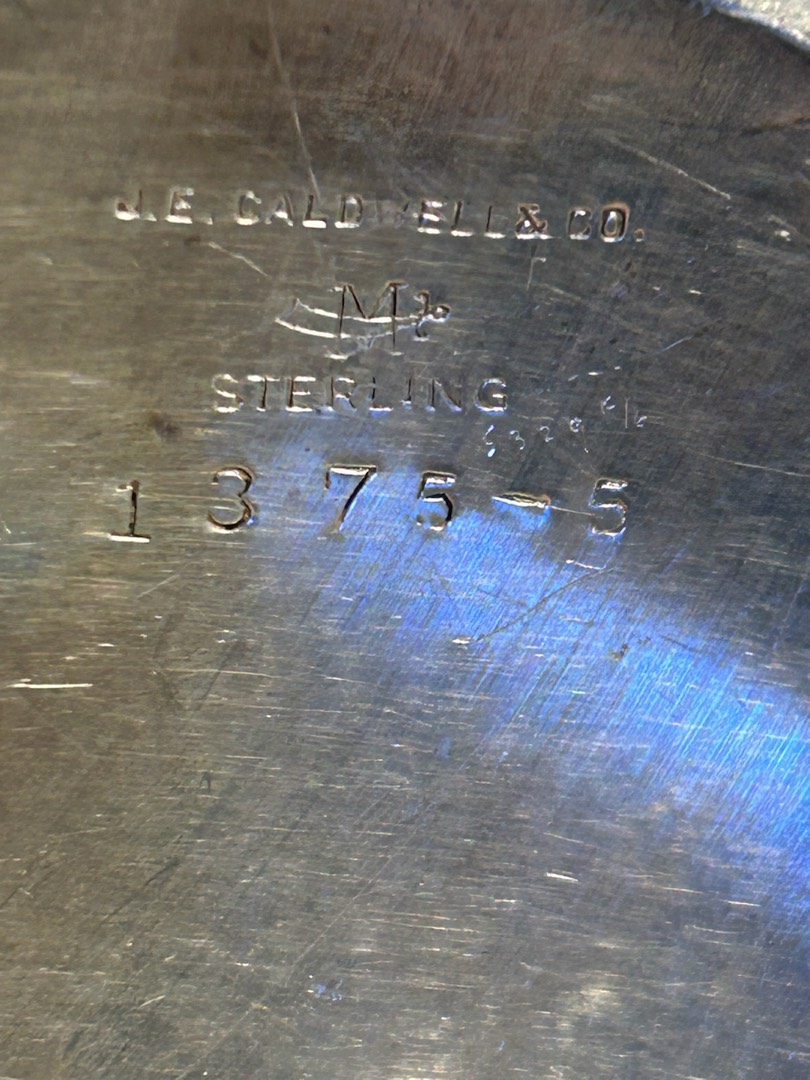 J.E. CALDWELL & CO.
M
STERLING
1375-5